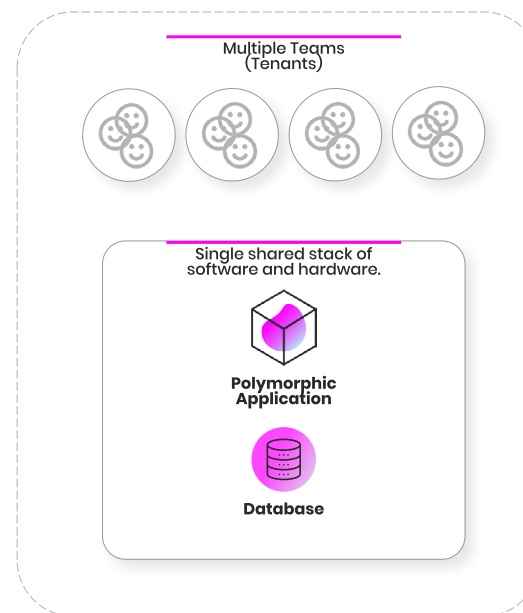 Multiple Teams
(Tenants)
Single shared stack of
software and hardware.
Polymorphic
Application
Database